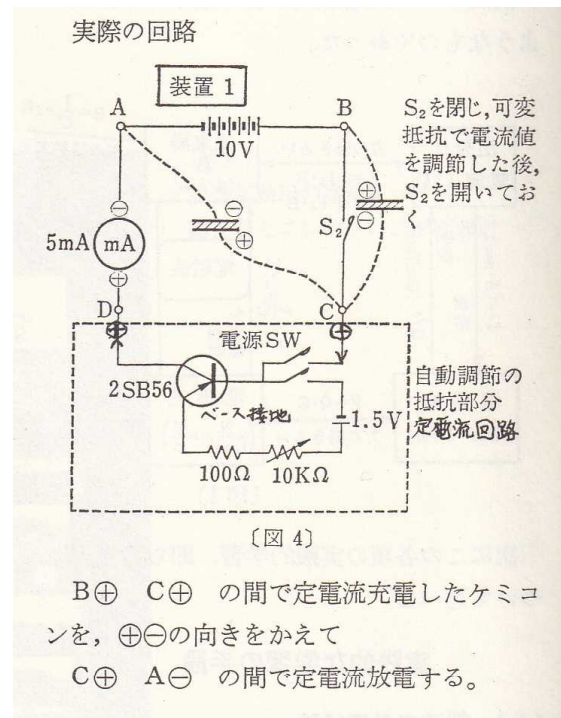 実際の回路
装置1
A
B
10V
S₂を閉じ,可変
抵抗で電流値
を調節した後,
S₂を開いてお
く
⊖
⊕
⊕
⊖
S₂
⊖
5mA
mA
⊕
D
C
電源SW
2SB56
ベース接地
1.5V
100Ω
10KΩ
自動調節の
抵抗部分
定電流回路
〔図4〕
B⊕ C⊕ の間で定電流充電したケミコ
ンを,⊕⊖の向きをかえて
C⊕ A⊖ の間で定電流放電する。